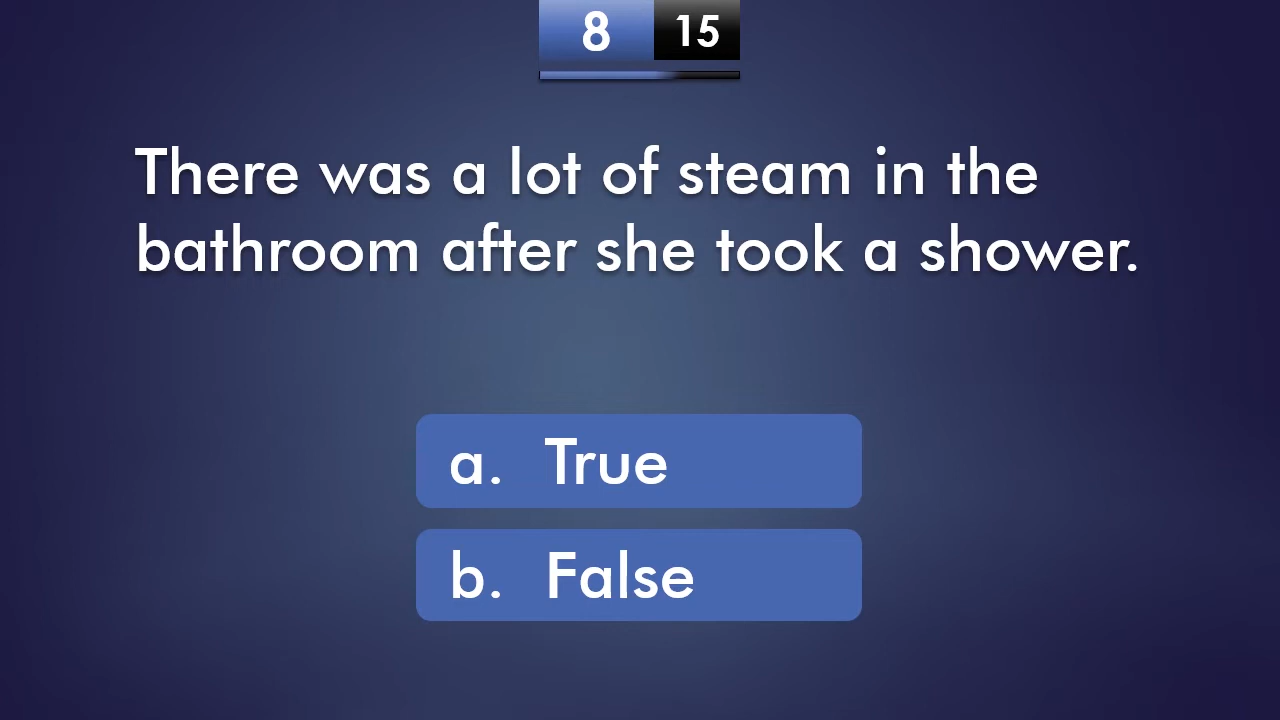 8 15
There was a lot of steam in the
bathroom after she took a shower.
a. True
b. False